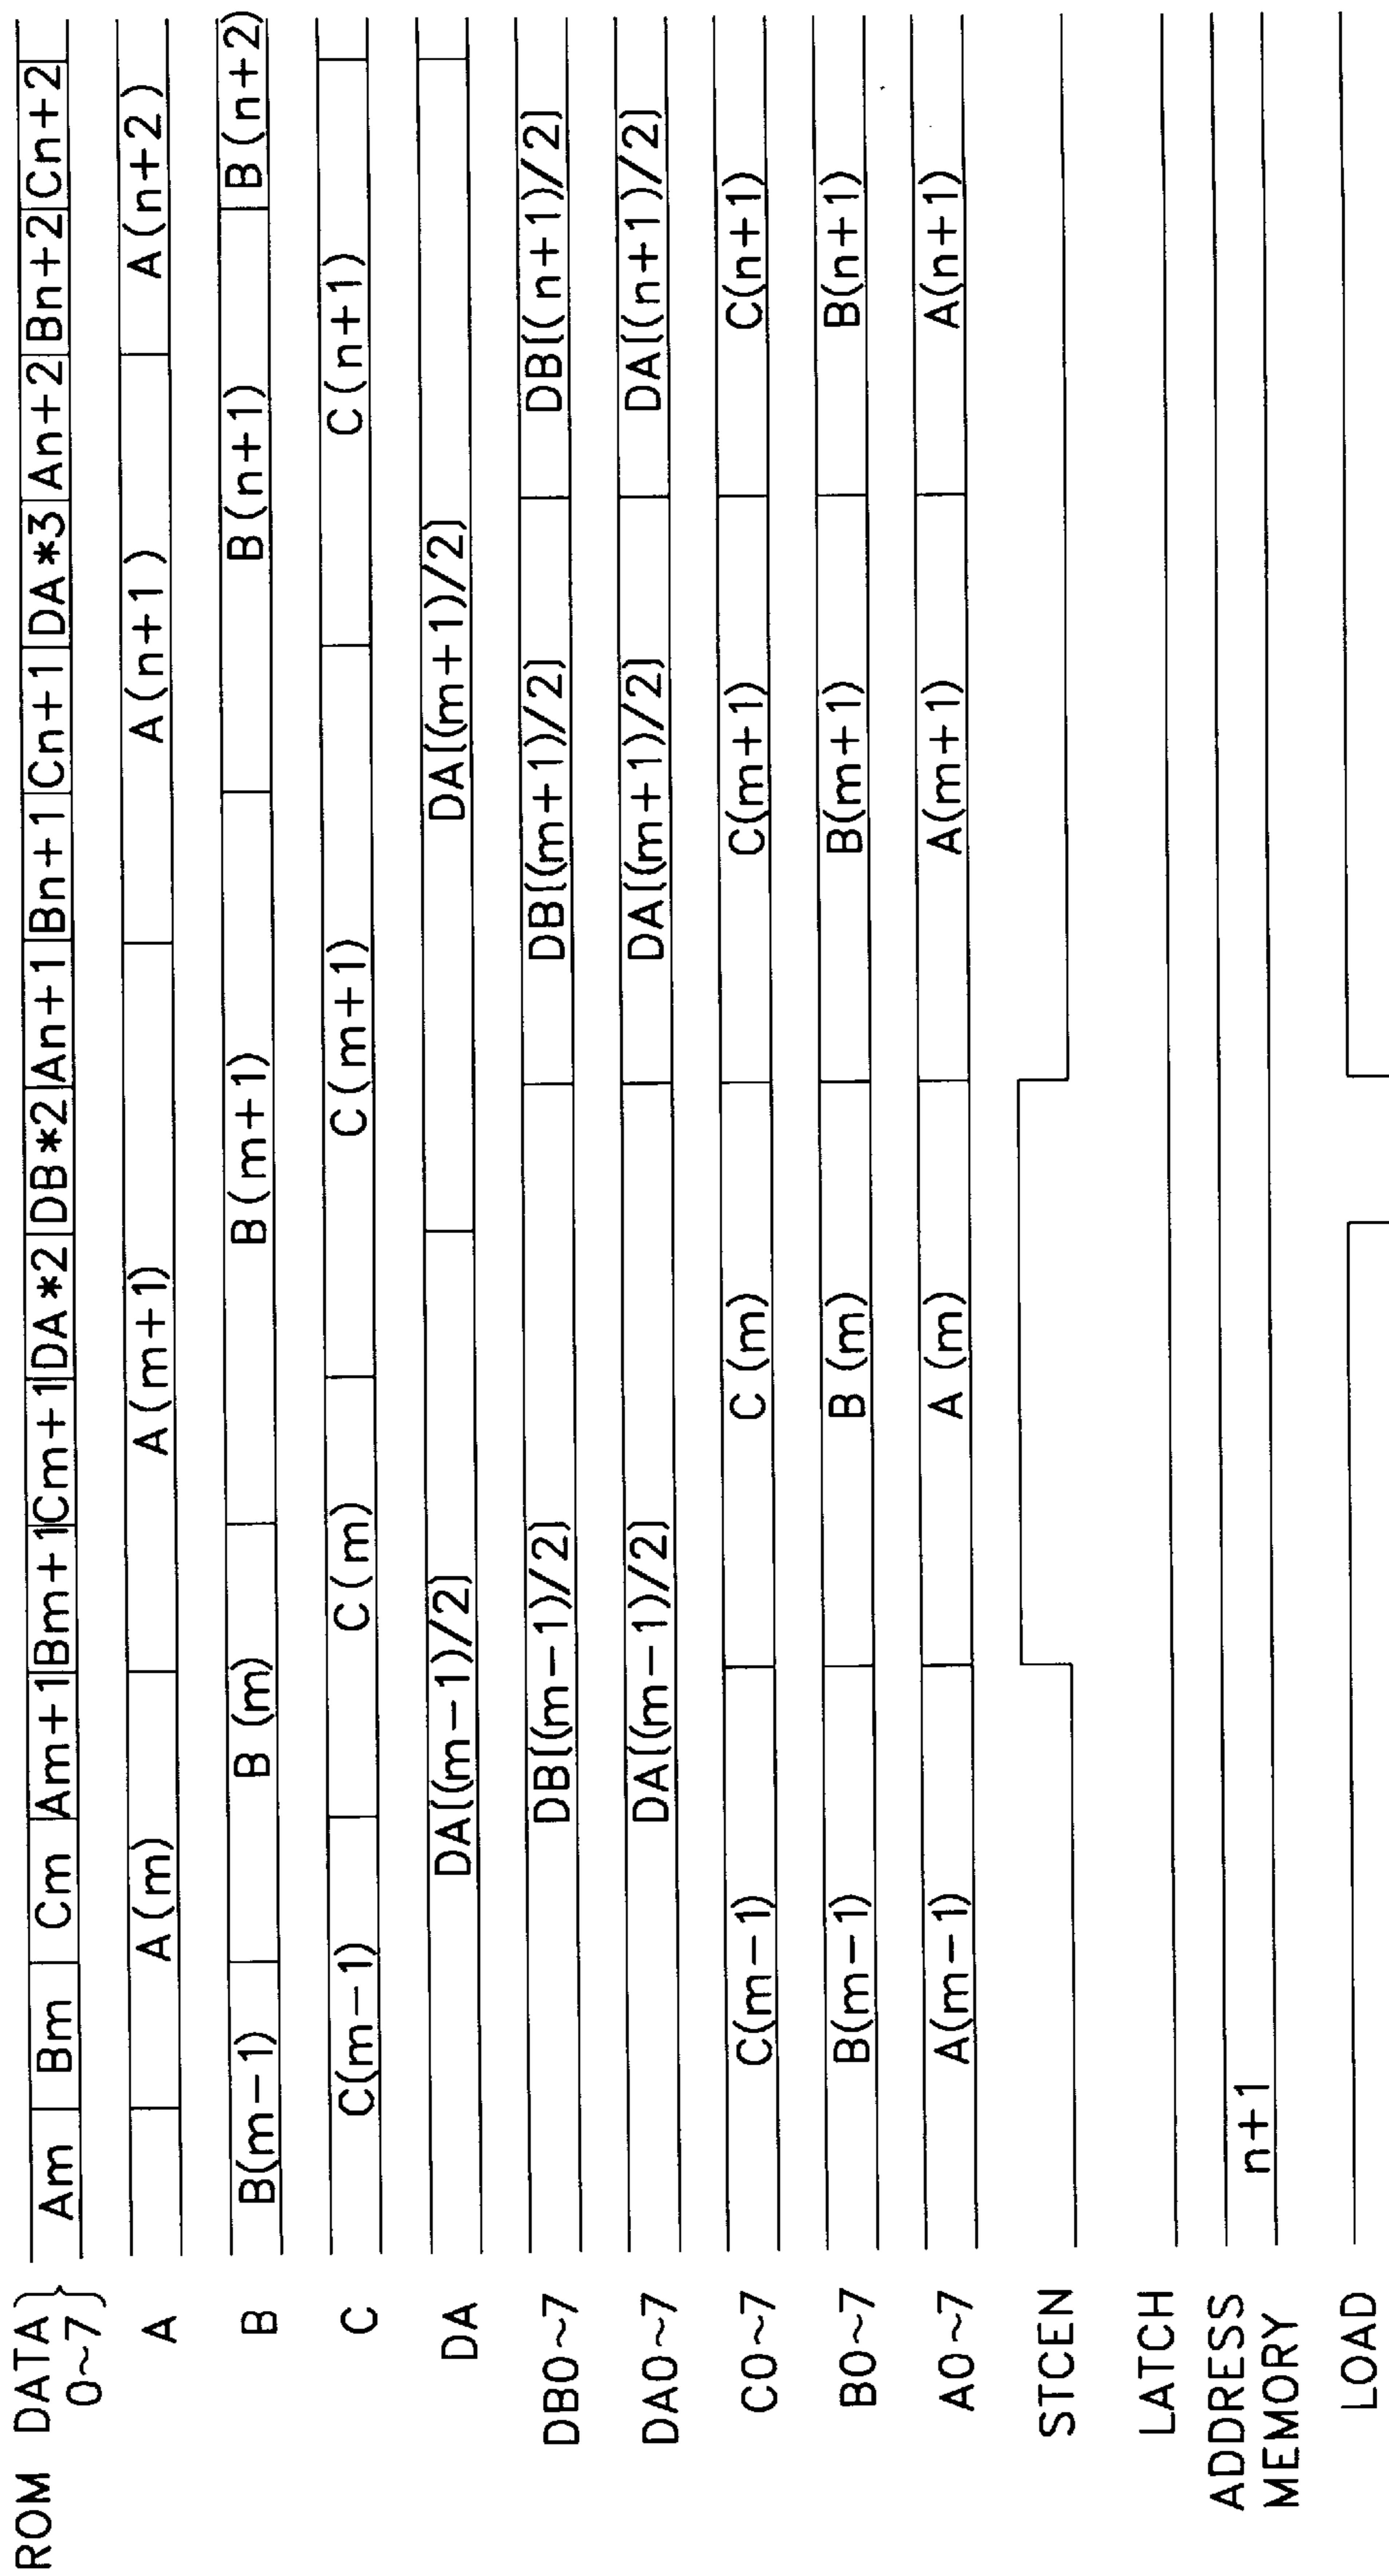 ROM DATA 0~7 Am Bm Cm Am+1 Bm+1 Cm+1 DA*2 DB*2 An+1 Bn+1 Cn+1 DA*3 An+2 Bn+2 Cn+2
A A(m) A(m+1) A(n+1) A(n+2)
B B(m-1) B(m) B(m+1) B(n+1) B(n+2)
C C(m-1) C(m) C(m+1) C(n+1)
DA DA[(m-1)/2] DA[(m+1)/2]
DB0~7 DB[(m-1)/2] DB[(m+1)/2] DB[(n+1)/2]
DA0~7 DA[(m-1)/2] DA[(m+1)/2] DA[(n+1)/2]
C0~7 C(m-1) C(m) C(m+1) C(n+1)
B0~7 B(m-1) B(m) B(m+1) B(n+1)
A0~7 A(m-1) A(m) A(m+1) A(n+1)
STCEN
LATCH
ADDRESS
MEMORY n+1
LOAD